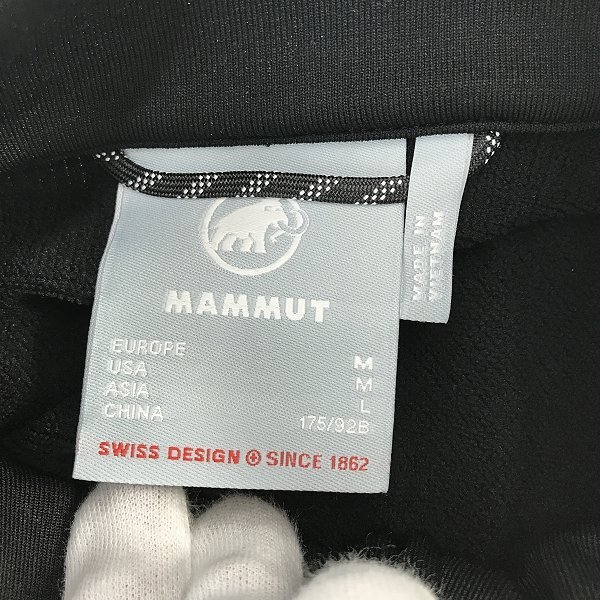 MAMMUT
EUROPE M
USA M
ASIA L
CHINA 175/92B
SWISS DESIGN SINCE 1862
MADE IN
VIETNAM